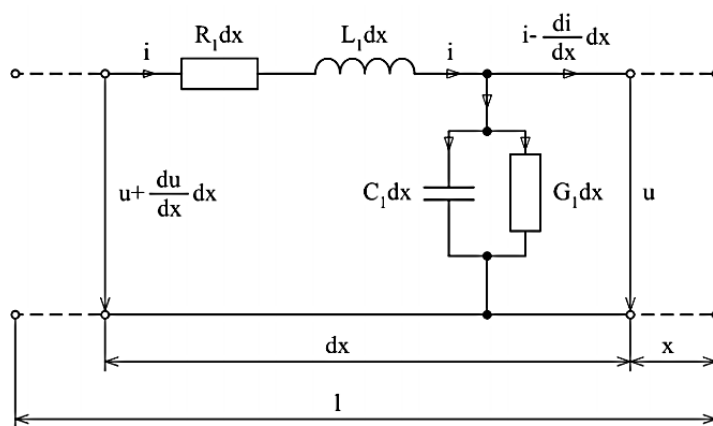 i R₁dx L₁dx i i- di/dx dx
u+ du/dx dx C₁dx G₁dx u
dx x
l